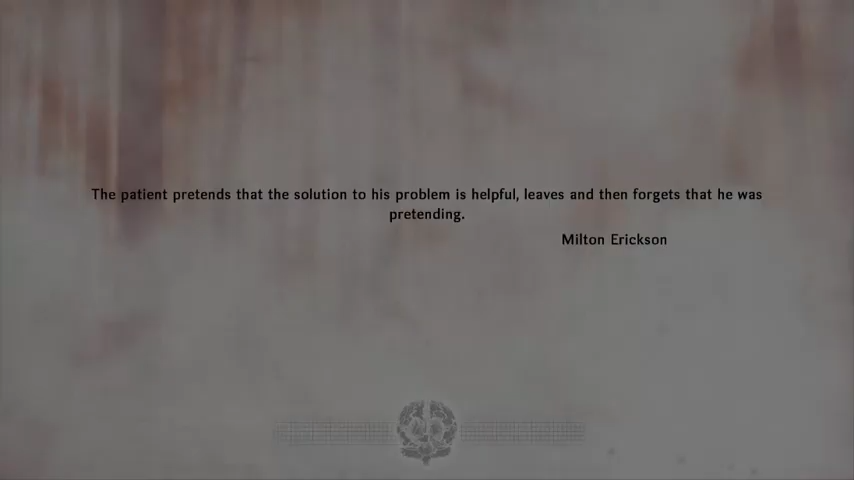 The patient pretends that the solution to his problem is helpful, leaves and then forgets that he was
pretending.
Milton Erickson